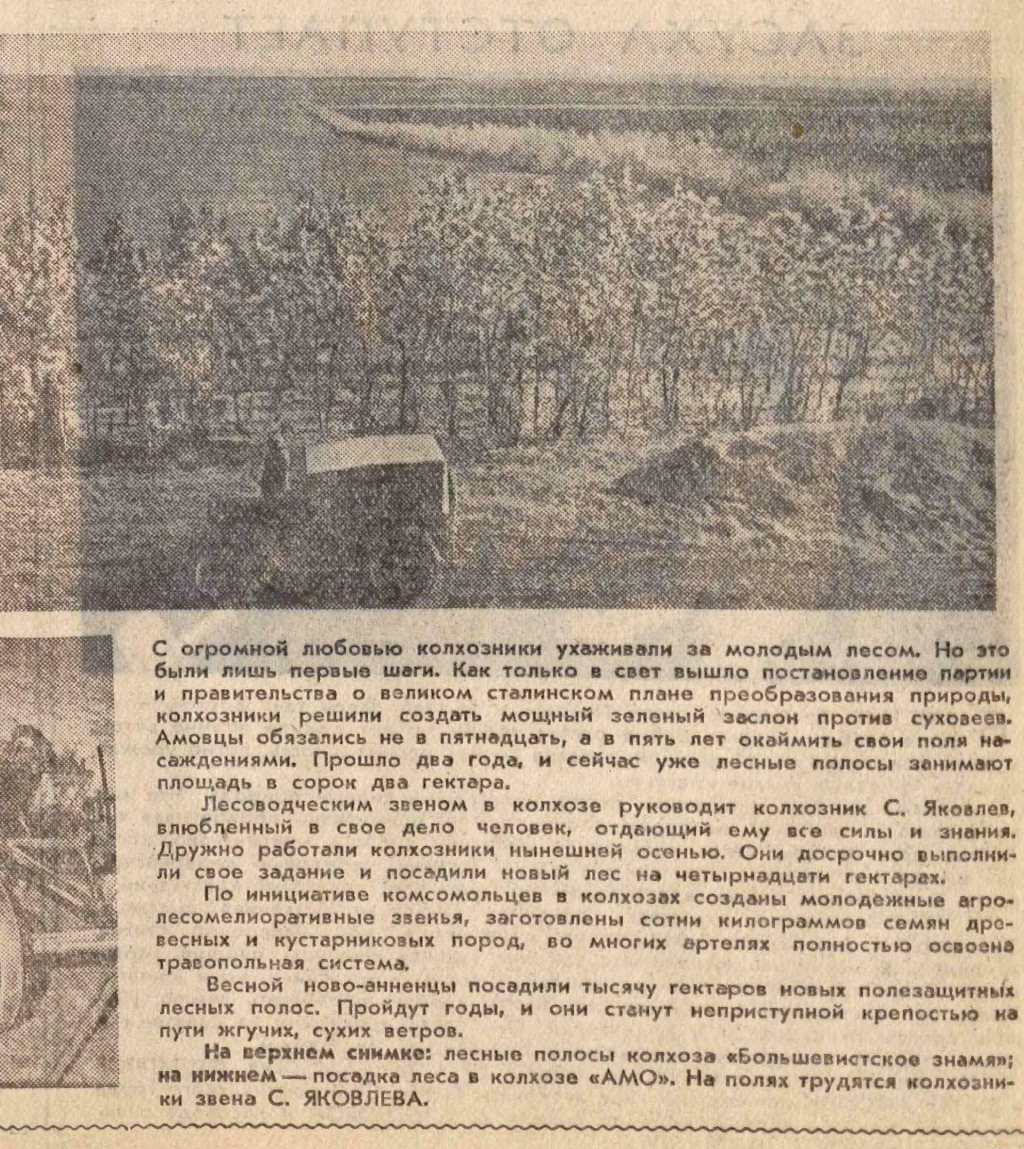 ЗАСУХА ОТСТУПАЕТ
С огромной любовью колхозники ухаживали за молодым лесом. Но это
были лишь первые шаги. Как только в свет вышло постановление партии
и правительства о великом сталинском плане преобразования природы,
колхозники решили создать мощный зеленый заслон против суховеев.
Амовцы обязались не в пятнадцать, а в пять лет окаймить свои поля на-
саждениями. Прошло два года, и сейчас уже лесные полосы занимают
площадь в сорок два гектара.
Лесоводческим звеном в колхозе руководит колхозник С. Яковлев,
влюбленный в свое дело человек, отдающий ему все силы и знания.
Дружно работали колхозники нынешней осенью. Они досрочно выполни-
ли свое задание и посадили новый лес на четырнадцати гектарах.
По инициативе комсомольцев в колхозах созданы молодежные агро-
лесомелиоративные звенья, заготовлены сотни килограммов семян дре-
весных и кустарниковых пород, во многих артелях полностью освоена
травопольная система.
Весной ново-анненцы посадили тысячу гектаров новых полезащитных
лесных полос. Пройдут годы, и они станут неприступной крепостью на
пути жгучих, сухих ветров.
На верхнем снимке: лесные полосы колхоза «Большевистское знамя»;
на нижнем — посадка леса в колхозе «АМО». На полях трудятся колхозни-
ки звена С. ЯКОВЛЕВА.